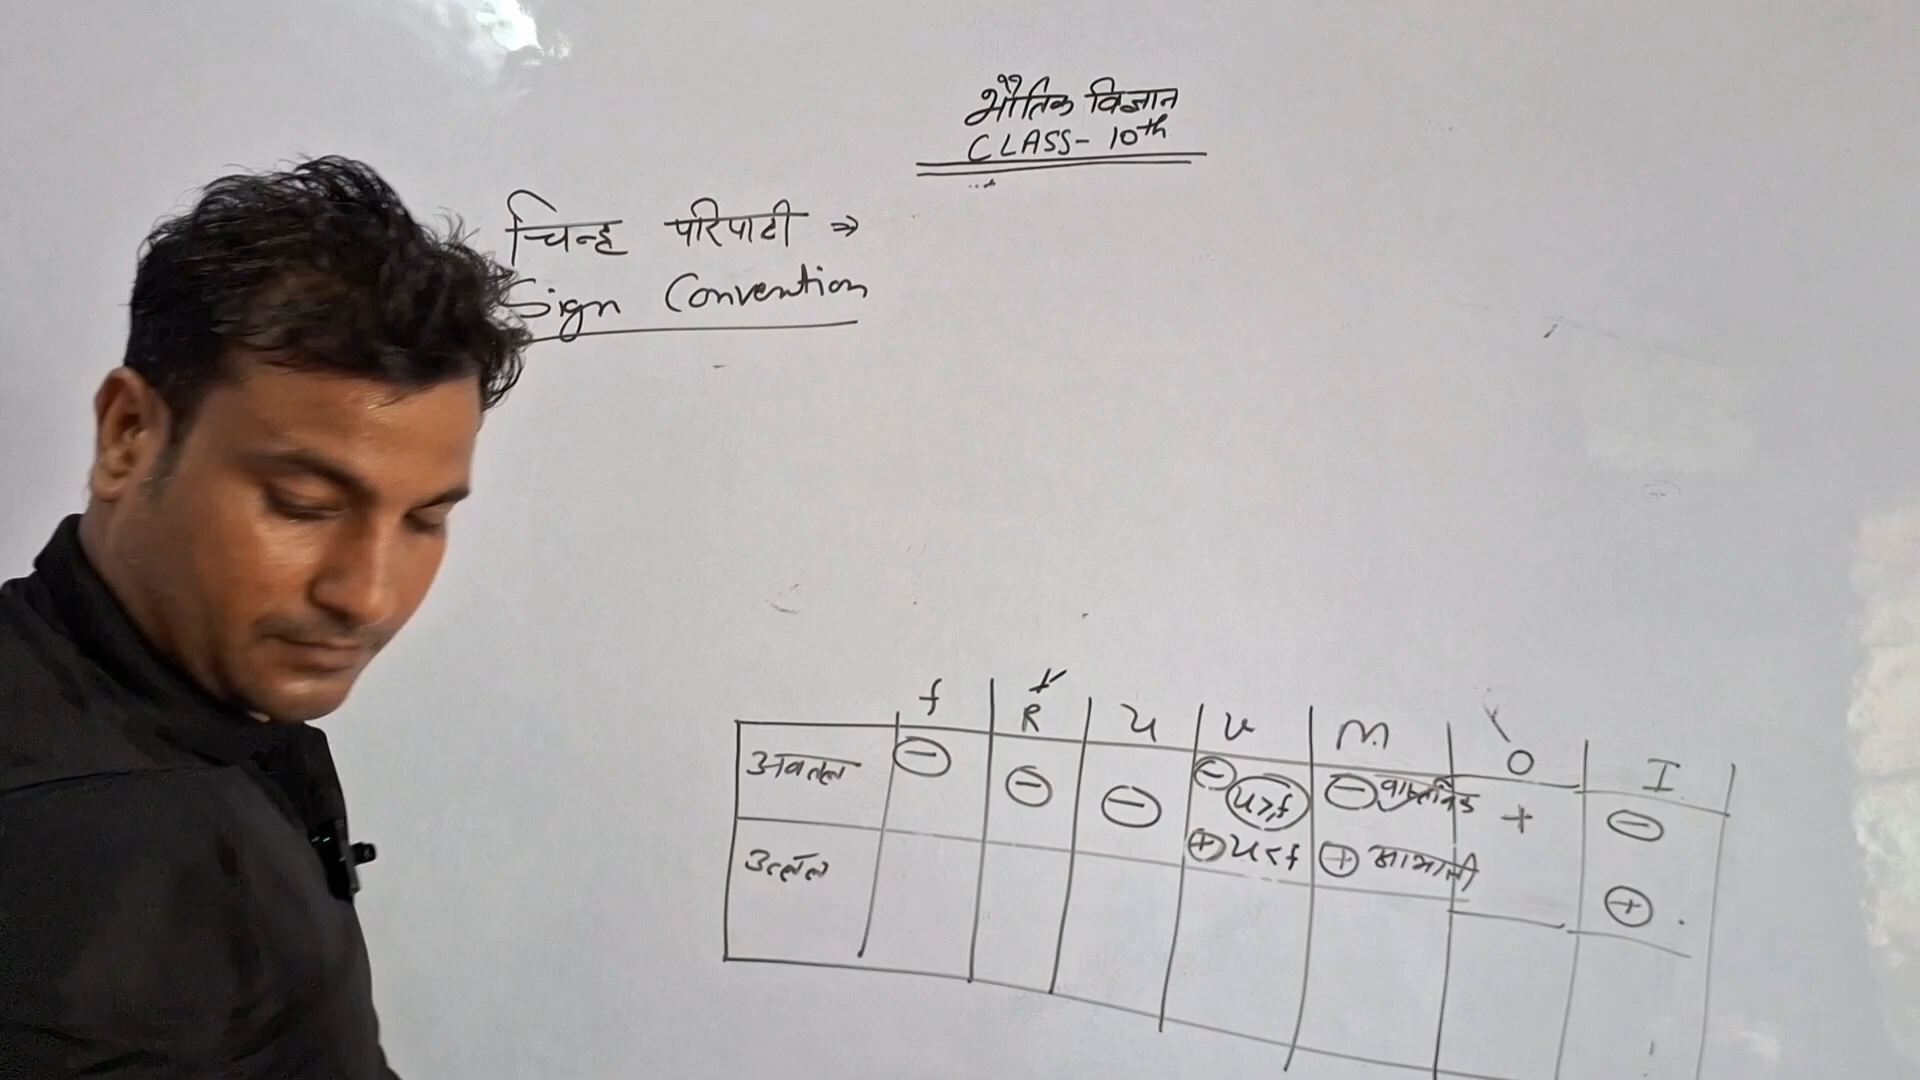 भौतिक विज्ञान
CLASS- 10th
चिन्ह परिपाटी ⇒
Sign Convention
f R u v m O I
अवतल - - - - u>f - वास्तविक + -
+ u<f + आभासी +
उत्तल